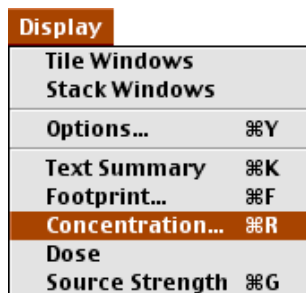 Display
Tile Windows
Stack Windows
Options... ⌘Y
Text Summary ⌘K
Footprint... ⌘F
Concentration... ⌘R
Dose
Source Strength ⌘G